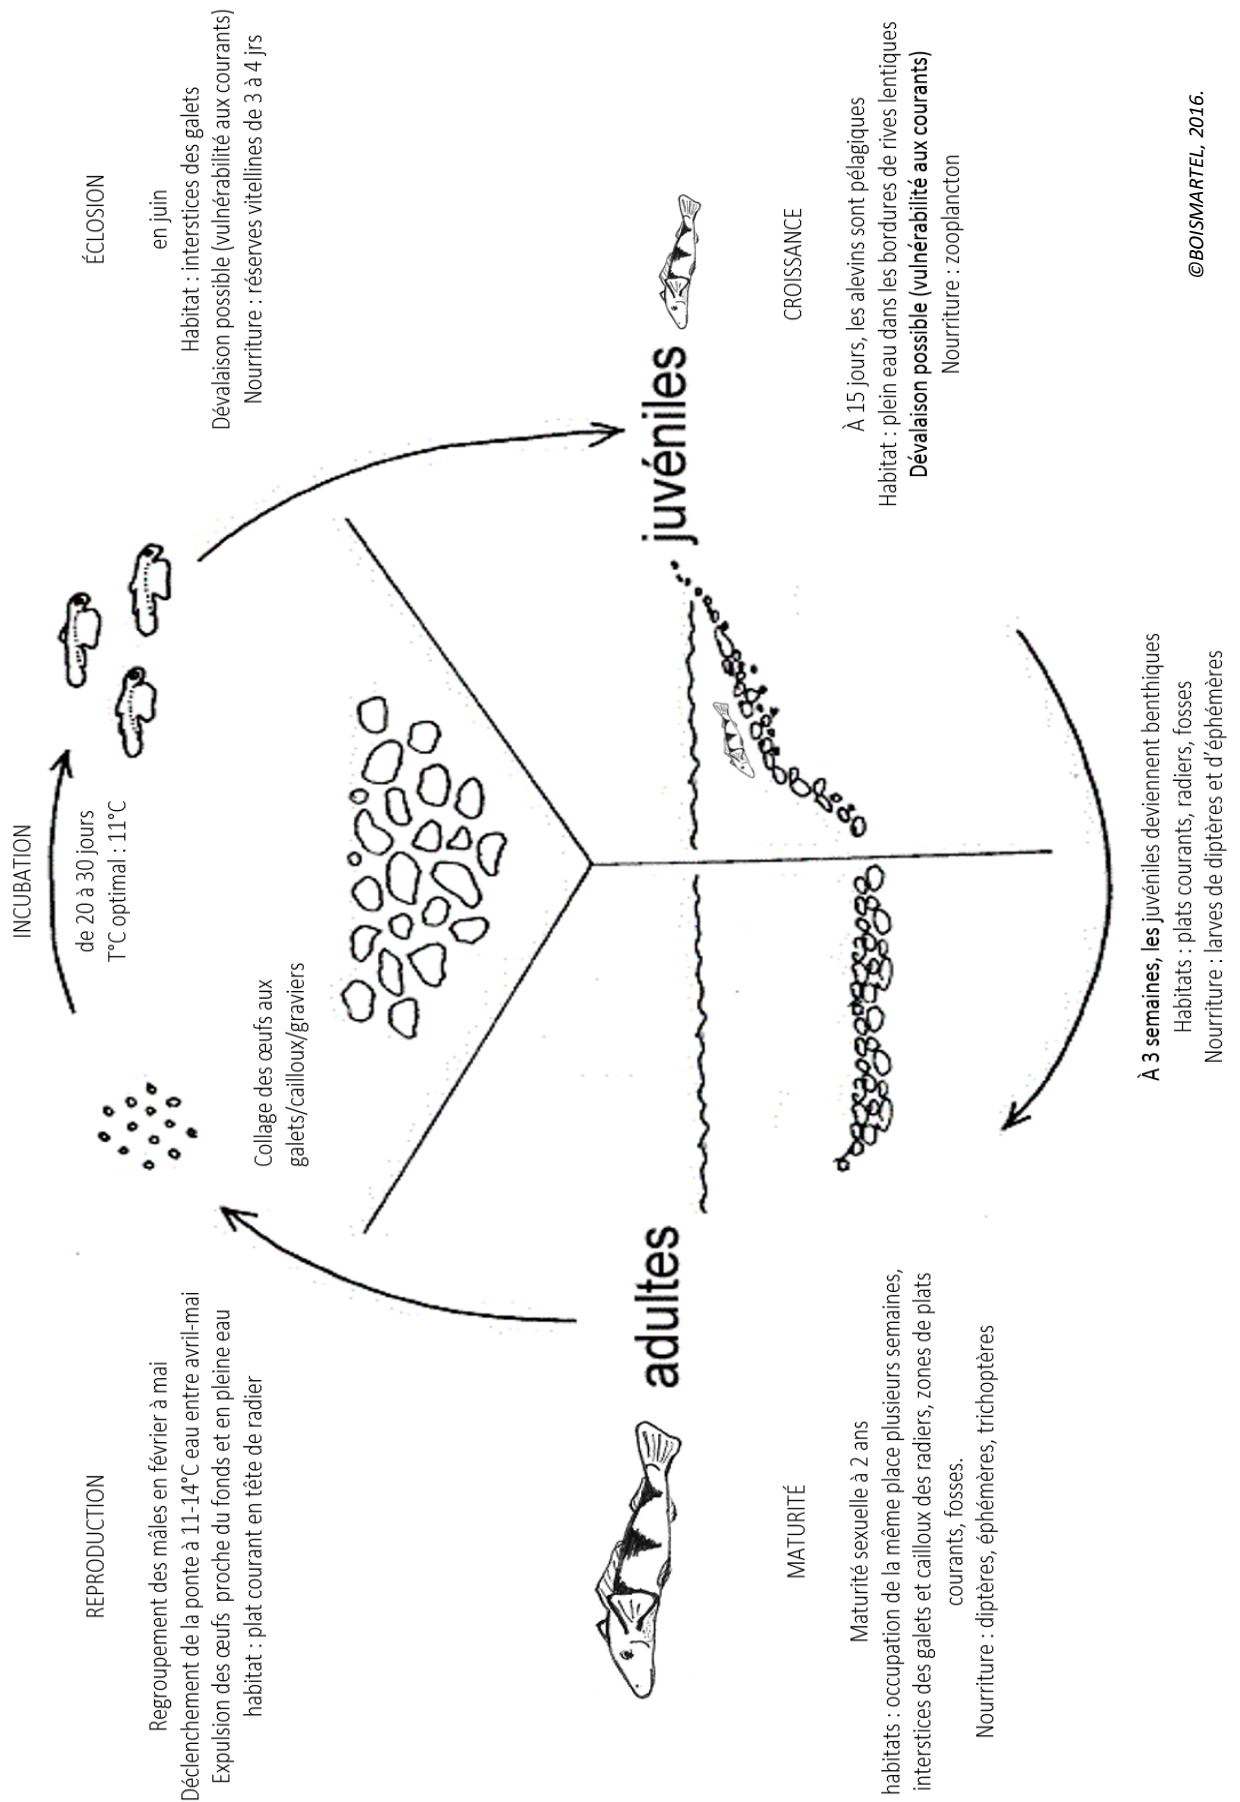 REPRODUCTION
Regroupement des mâles en février à mai
Déclenchement de la ponte à 11-14°C eau entre avril-mai
Expulsion des œufs proche du fonds et en pleine eau
habitat : plat courant en tête de radier
INCUBATION
de 20 à 30 jours
T°C optimal : 11°C
Collage des œufs aux
galets/cailloux/graviers
ÉCLOSION
en juin
Habitat : interstices des galets
Dévalaison possible (vulnérabilité aux courants)
Nourriture : réserves vitellines de 3 à 4 jrs
adultes
juvéniles
MATURITÉ
Maturité sexuelle à 2 ans
habitats : occupation de la même place plusieurs semaines,
interstices des galets et cailloux des radiers, zones de plats
courants, fosses.
Nourriture : diptères, éphémères, trichoptères
CROISSANCE
À 15 jours, les alevins sont pélagiques
Habitat : plein eau dans les bordures de rives lentiques
Dévalaison possible (vulnérabilité aux courants)
Nourriture : zooplancton
À 3 semaines, les juvéniles deviennent benthiques
Habitats : plats courants, radiers, fosses
Nourriture : larves de diptères et d'éphémères
©BOISMARTEL, 2016.